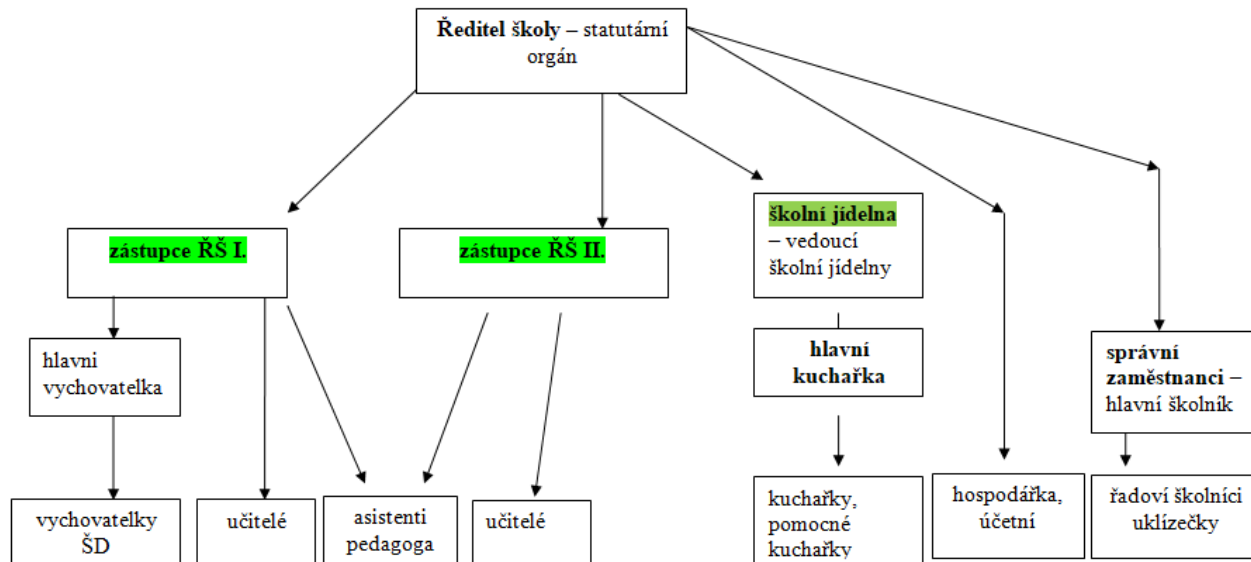 Ředitel školy – statutární
orgán
školní jídelna
– vedoucí
školní jídelny
zástupce ŘŠ I.
zástupce ŘŠ II.
hlavni
vychovatelka
hlavní
kuchařka
správní
zaměstnanci –
hlavní školník
vychovatelky
ŠD
učitelé
asistenti
pedagoga
učitelé
kuchařky,
pomocné
kuchařky
hospodářka,
účetní
řadoví školníci
uklízečky